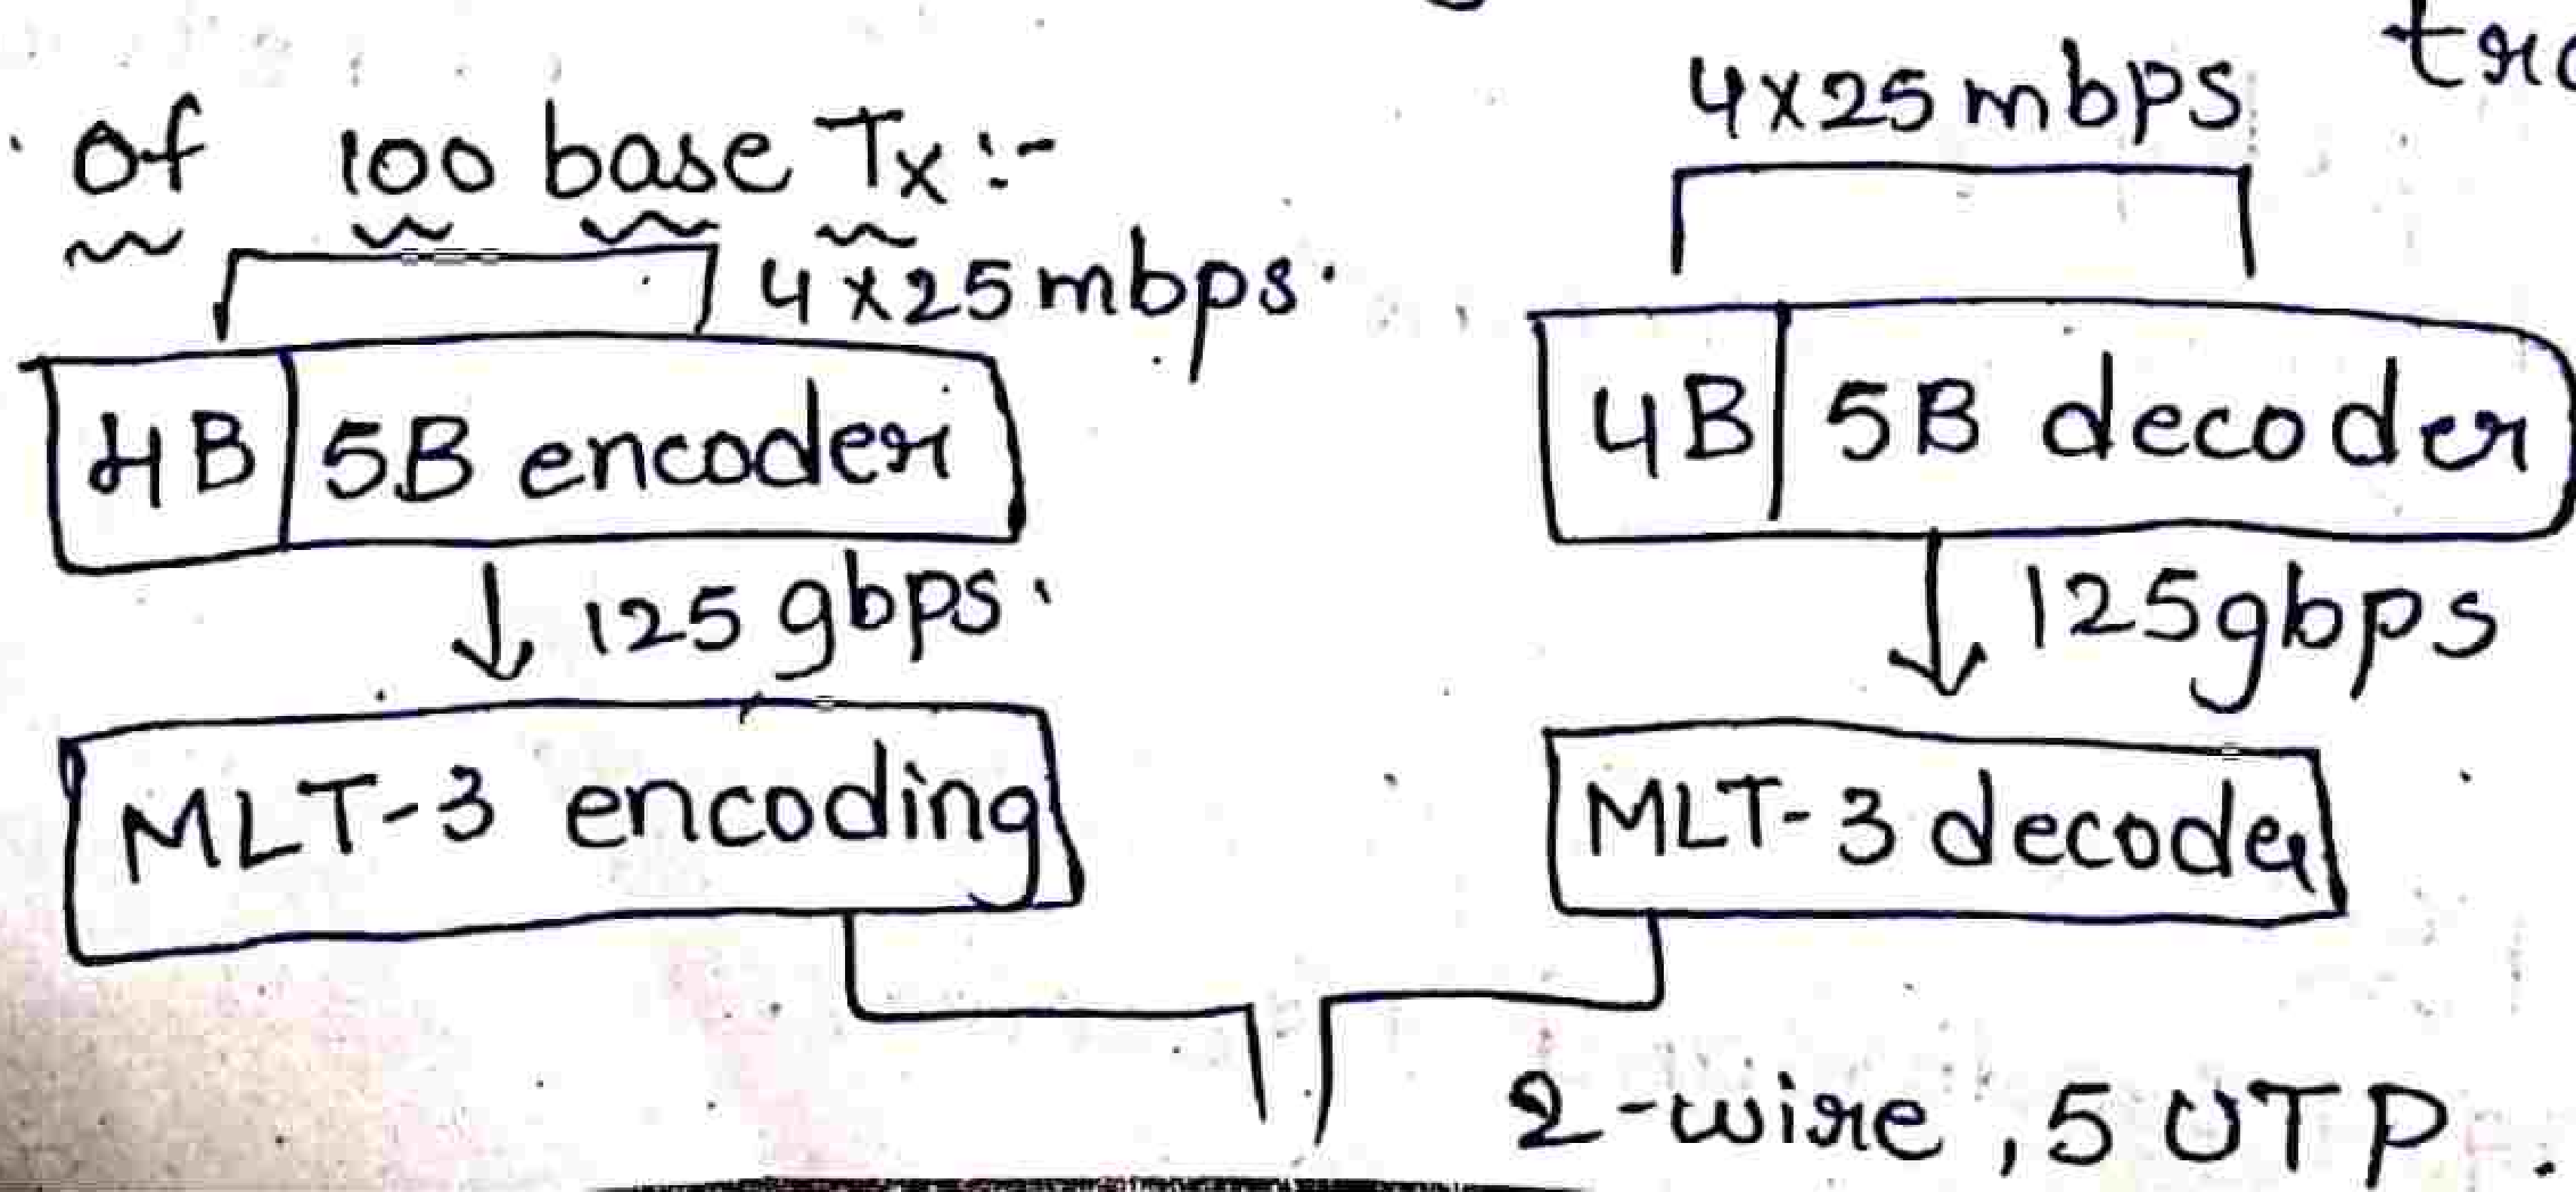 Of 100 base Tx :-
4x25 mbps.
4B 5B encoder
125 gbps.
MLT-3 encoding
4x25 mbps
4B 5B decoder
125gbps
MLT-3 decoder
2-wire, 5 UTP.